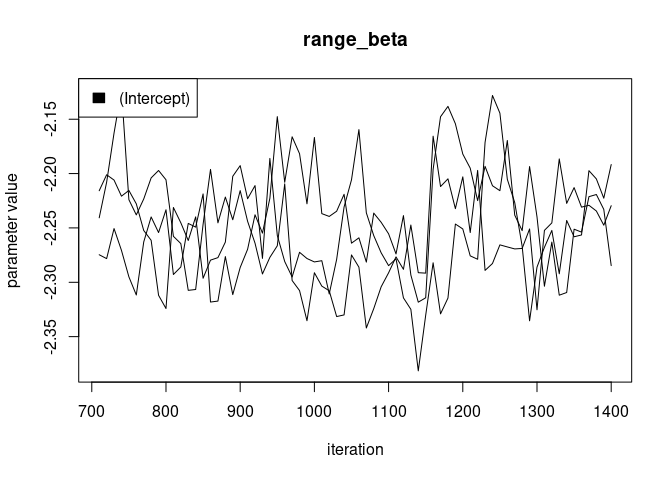 range_beta
(Intercept)
parameter value
-2.15
-2.20
-2.25
-2.30
-2.35
700 800 900 1000 1100 1200 1300 1400
iteration